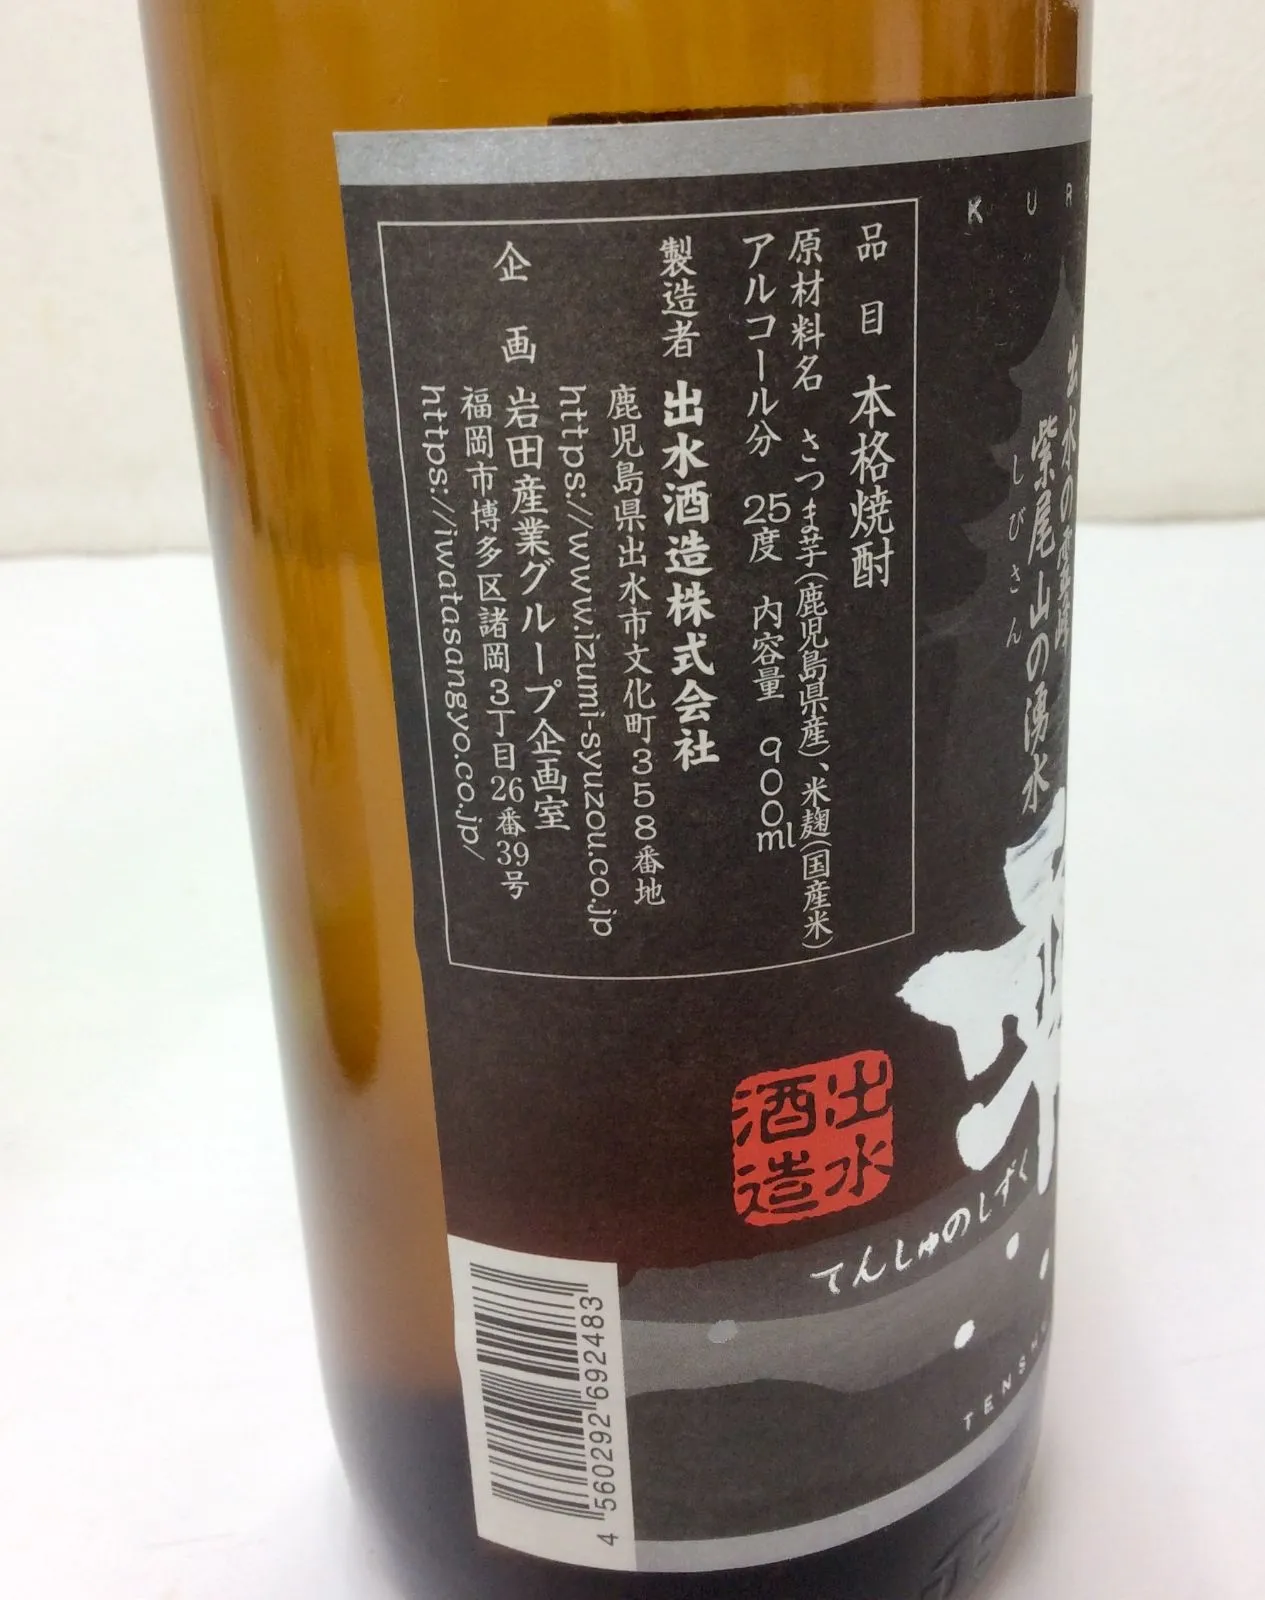 品目 本格焼酎
原材料名 さつま芋(鹿児島県産)、米麹(国産米)
アルコール分 25度 内容量 900ml
製造者 出水酒造株式会社
鹿児島県出水市文化町358番地
https://www.izumi-syuzou.co.jp
企画 岩田産業グループ企画室
福岡市博多区諸岡3丁目26番39号
https://iwatasangyo.co.jp/
KUR
出水の霊峰
紫尾山の湧水
しびさん
出水
酒造
てんしゅのしずく
TENSH
4 560292 692483